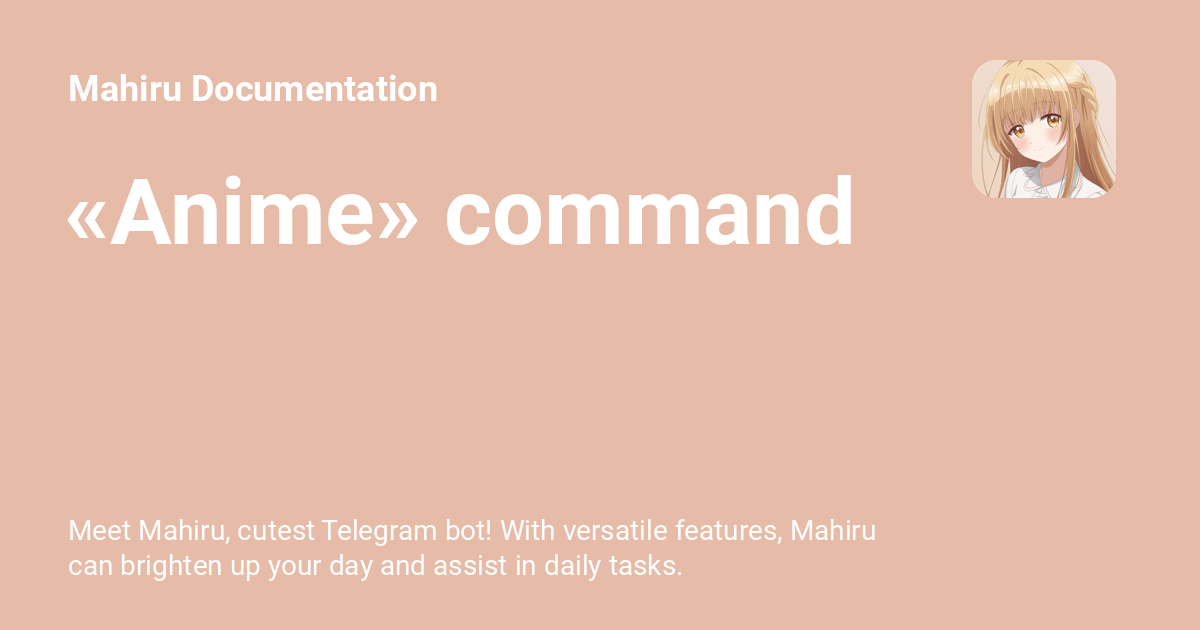 Mahiru Documentation
«Anime» command
Meet Mahiru, cutest Telegram bot! With versatile features, Mahiru
can brighten up your day and assist in daily tasks.